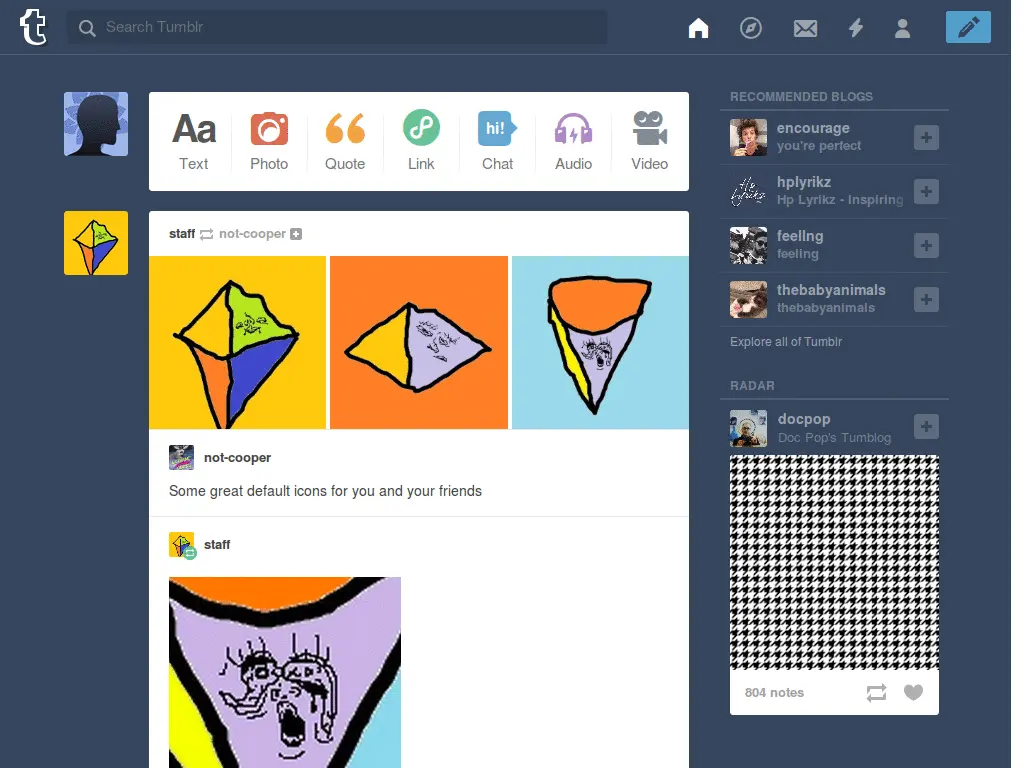 t
Search Tumblr
Aa
hi!
Text
Photo
Quote
Link
Chat
Audio
Video
staff not-cooper
not-cooper
Some great default icons for you and your friends
staff
RECOMMENDED BLOGS
encourage
you're perfect
hplyrikz
Hp Lyrikz - Inspiring
feellng
feeling
thebabyanimals
thebabyanimals
Explore all of Tumblr
RADAR
docpop
Doc Pop's Tumblog
804 notes